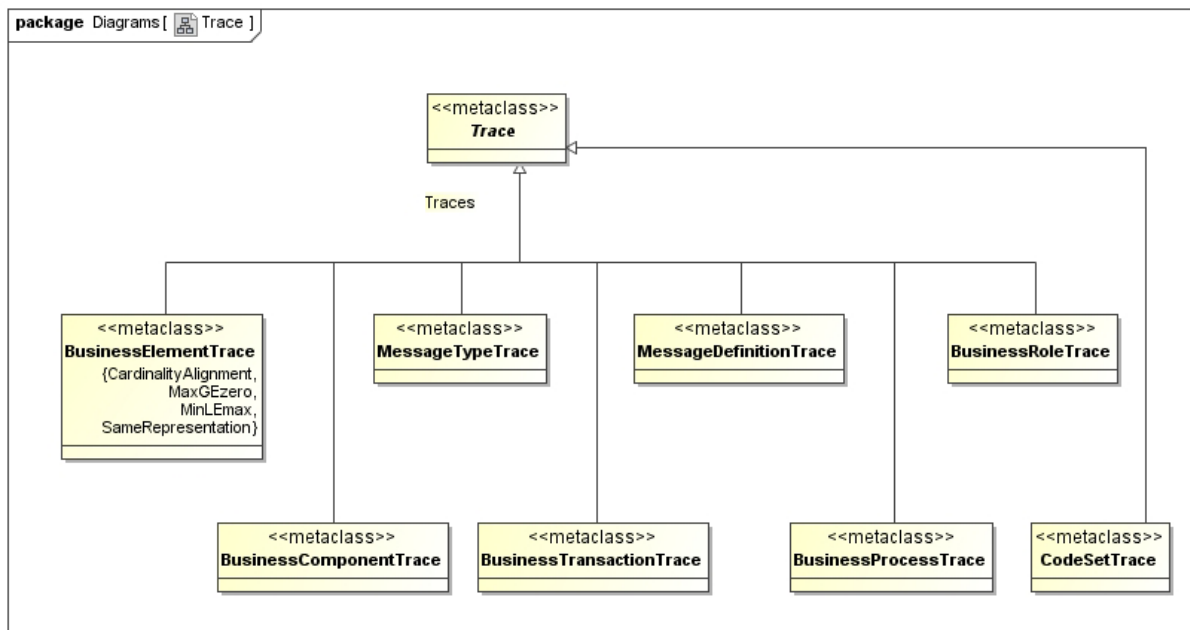 package Diagrams [ Trace ]
<<metaclass>>
Trace
Traces
<<metaclass>>
BusinessElementTrace
{CardinalityAlignment,
MaxGEzero,
MinLEmax,
SameRepresentation}
<<metaclass>>
MessageTypeTrace
<<metaclass>>
MessageDefinitionTrace
<<metaclass>>
BusinessRoleTrace
<<metaclass>>
BusinessComponentTrace
<<metaclass>>
BusinessTransactionTrace
<<metaclass>>
BusinessProcessTrace
<<metaclass>>
CodeSetTrace